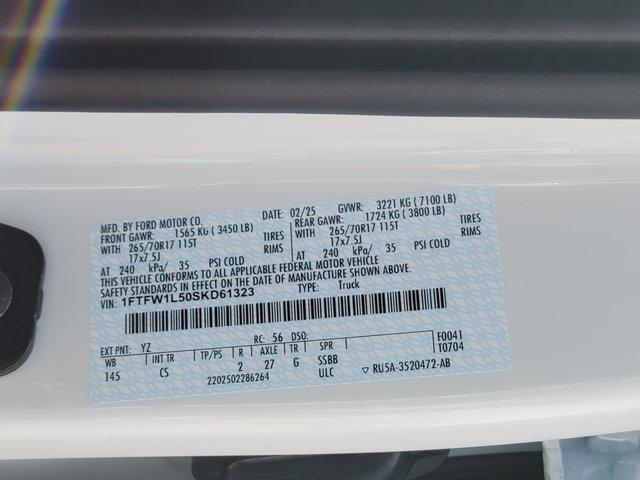 MFD. BY FORD MOTOR CO. DATE: 02/25 GVWR: 3221 KG ( 7100 LB)
FRONT GAWR: 1565 KG ( 3450 LB) REAR GAWR: 1724 KG ( 3800 LB)
WITH 265/70R17 115T TIRES WITH 265/70R17 115T TIRES
17x7.5J RIMS 17x7.5J RIMS
AT 240 kPa/ 35 PSI COLD AT 240 kPa/ 35 PSI COLD
THIS VEHICLE CONFORMS TO ALL APPLICABLE FEDERAL MOTOR VEHICLE
SAFETY STANDARDS IN EFFECT ON THE DATE OF MANUFACTURE SHOWN ABOVE.
VIN: 1FTFW1L50SKD61323 TYPE: Truck
EXT PNT: YZ RC: 56 DSO: F0041
WB INT TR TP/PS R AXLE TR SPR T0704
145 CS 2 27 G SSBB
2202502286264 ULC RU5A-3520472-AB